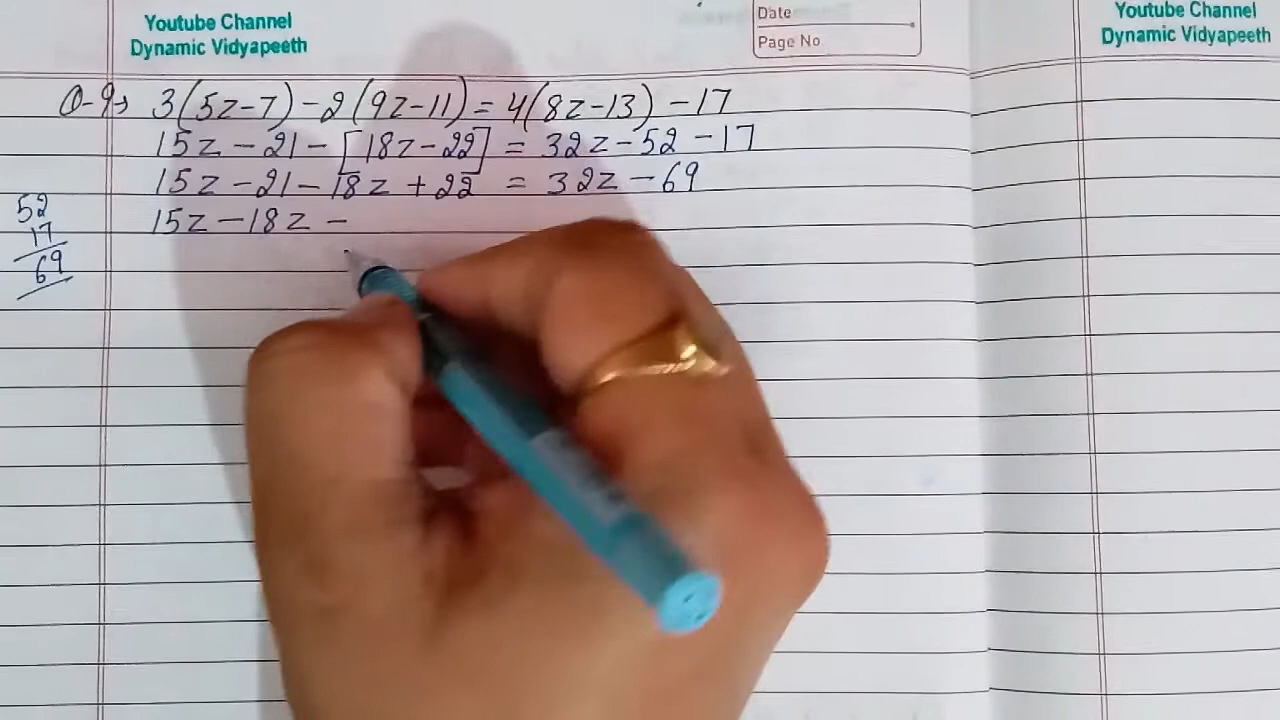 Youtube Channel
Dynamic Vidyapeeth
Date
Page No
Youtube Channel
Dynamic Vidyapeeth
Q-9→ 3(5z-7)-2(9z-11)=4(8z-13)-17
15z-21-[18z-22]=32z-52-17
15z-21-18z+22=32z-69
15z-18z-
52
17
69